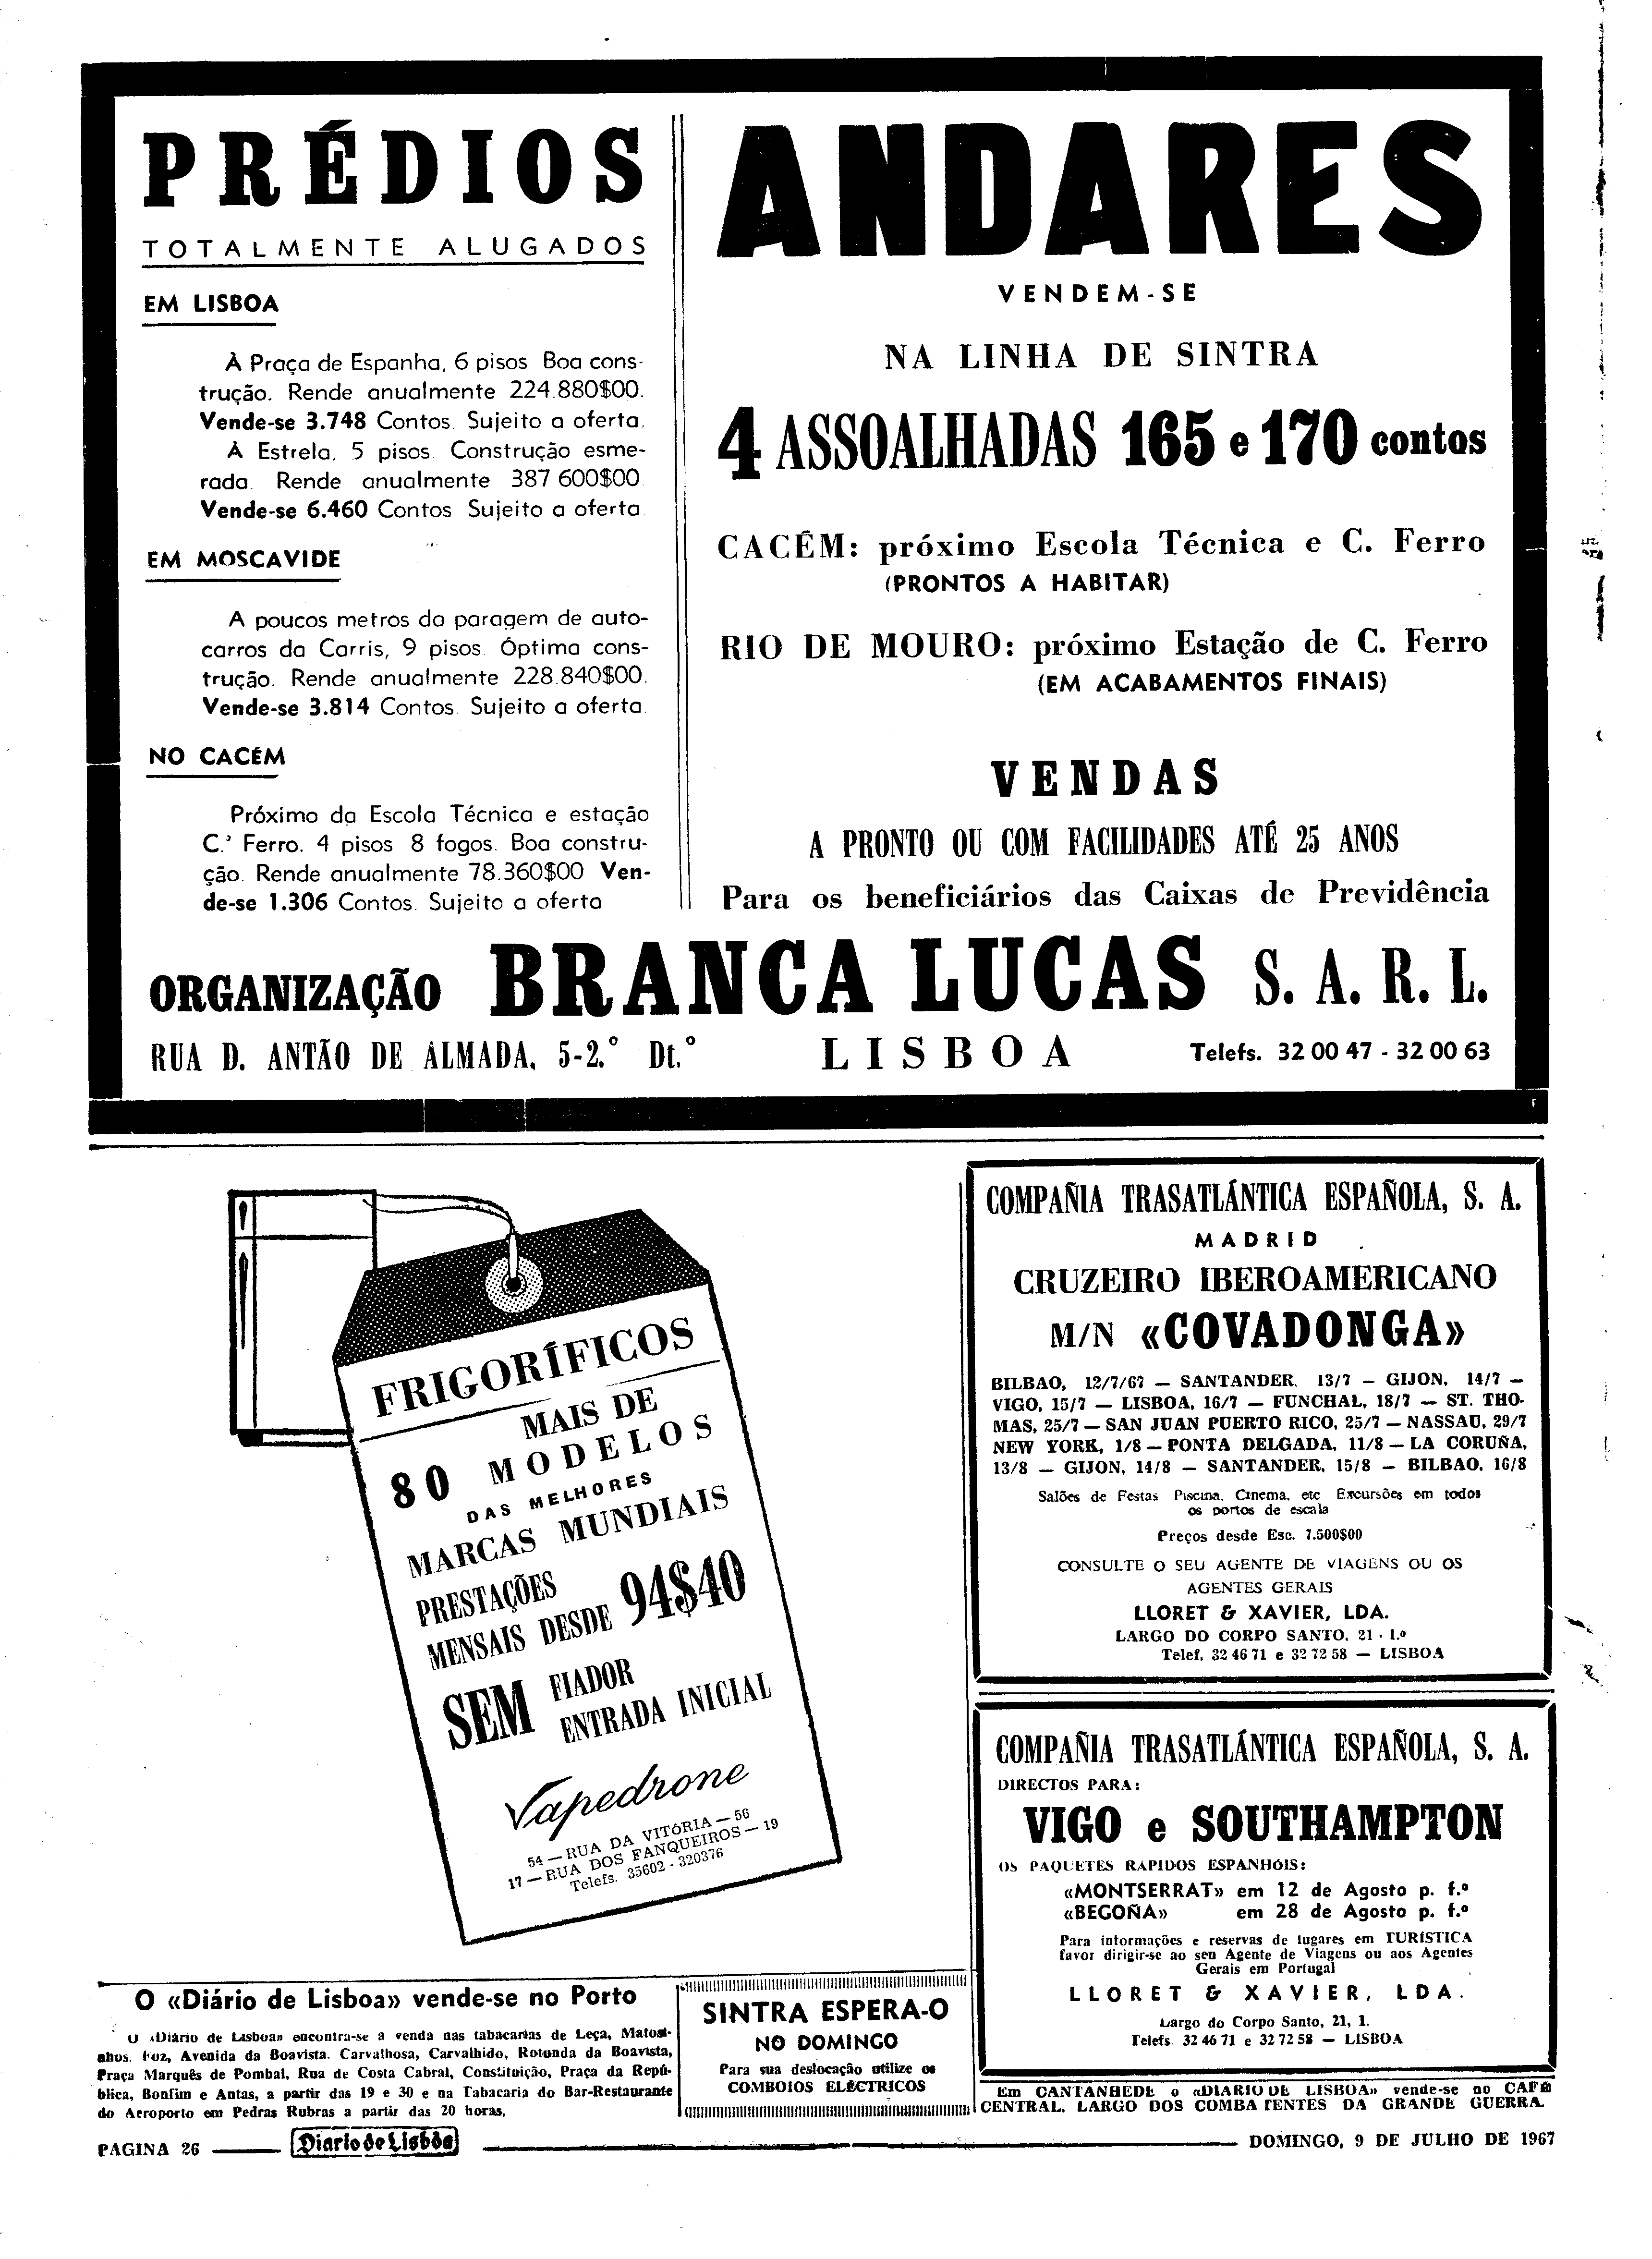 PRÉDIOS
TOTALMENTE ALUGADOS
EM LISBOA
À Praça de Espanha, 6 pisos Boa cons-
trução. Rende anualmente 224.880$00.
Vende-se 3.748 Contos. Sujeito a oferta.
À Estrela, 5 pisos Construção esme-
rada. Rende anualmente 387 600$00
Vende-se 6.460 Contos Sujeito a oferta.
EM MOSCAVIDE
A poucos metros da paragem de auto-
carros da Carris, 9 pisos. Óptima cons-
trução. Rende anualmente 228.840$00.
Vende-se 3.814 Contos. Sujeito a oferta.
NO CACÉM
Próximo da Escola Técnica e estação
C.º Ferro. 4 pisos 8 fogos. Boa constru-
ção. Rende anualmente 78.360$00 Ven-
de-se 1.306 Contos. Sujeito a oferta
ANDARES
VENDEM-SE
NA LINHA DE SINTRA
4 ASSOALHADAS 165 e 170 contos
CACÉM: próximo Escola Técnica e C. Ferro
(PRONTOS A HABITAR)
RIO DE MOURO: próximo Estação de C. Ferro
(EM ACABAMENTOS FINAIS)
VENDAS
A PRONTO OU COM FACILIDADES ATÉ 25 ANOS
Para os beneficiários das Caixas de Previdência
ORGANIZAÇÃO BRANCA LUCAS S. A. R. L.
RUA D. ANTÃO DE ALMADA, 5-2.º Dt.º LISBOA Telefs. 32 00 47 - 32 00 63
FRIGORÍFICOS
MAIS DE
80 MODELOS
DAS MELHORES
MARCAS MUNDIAIS
PRESTAÇÕES
MENSAIS DESDE 94$40
SEM FIADOR
ENTRADA INICIAL
Vapedrone
54 — RUA DA VITÓRIA — 56
17 — RUA DOS FANQUEIROS — 19
Telefs. 35602 - 320376
COMPAÑIA TRASATLÁNTICA ESPAÑOLA, S. A.
MADRID
CRUZEIRO IBEROAMERICANO
M/N «COVADONGA»
BILBAO, 12/7/67 — SANTANDER, 13/7 — GIJON, 14/7 —
VIGO, 15/7 — LISBOA, 16/7 — FUNCHAL, 18/7 — ST. THO-
MAS, 25/7 — SAN JUAN PUERTO RICO, 25/7 — NASSAU, 29/7
NEW YORK, 1/8 — PONTA DELGADA, 11/8 — LA CORUÑA,
13/8 — GIJON, 14/8 — SANTANDER, 15/8 — BILBAO, 16/8
Salões de Festas Piscina, Cinema, etc Excursões em todos
os portos de escala
Preços desde Esc. 7.500$00
CONSULTE O SEU AGENTE DE VIAGENS OU OS
AGENTES GERAIS
LLORET & XAVIER, LDA.
LARGO DO CORPO SANTO, 21 - 1.º
Telef. 32 46 71 e 32 72 58 — LISBOA
COMPAÑIA TRASATLÁNTICA ESPAÑOLA, S. A.
DIRECTOS PARA:
VIGO e SOUTHAMPTON
OS PAQUETES RAPIDOS ESPANHÓIS:
«MONTSERRAT» em 12 de Agosto p. f.º
«BEGOÑA» em 28 de Agosto p. f.º
Para informações e reservas de lugares em TURÍSTICA
favor dirigir-se ao seu Agente de Viagens ou aos Agentes
Gerais em Portugal
LLORET & XAVIER, LDA.
Largo do Corpo Santo, 21, 1.
Telefs. 32 46 71 e 32 72 58 — LISBOA
O «Diário de Lisboa» vende-se no Porto
O «Diário de Lisboa» encontra-se a venda nas tabacarias de Leça, Matosi-
nhos. Foz, Avenida da Boavista. Carvalhosa, Carvalhido, Rotunda da Boavista,
Praça Marquês de Pombal, Rua de Costa Cabral, Constituição, Praça da Repú-
blica, Bonfim e Antas, a partir das 19 e 30 e na Tabacaria do Bar-Restaurante
do Aeroporto em Pedras Rubras a partir das 20 horas.
SINTRA ESPERA-O
NO DOMINGO
Para sua deslocação utilize os
COMBOIOS ELÉCTRICOS
Em CANTANHEDE o «DIARIO DE LISBOA» vende-se no CAFÉ
CENTRAL. LARGO DOS COMBATENTES DA GRANDE GUERRA.
PAGINA 26 Diario de Lisbôa DOMINGO, 9 DE JULHO DE 1967